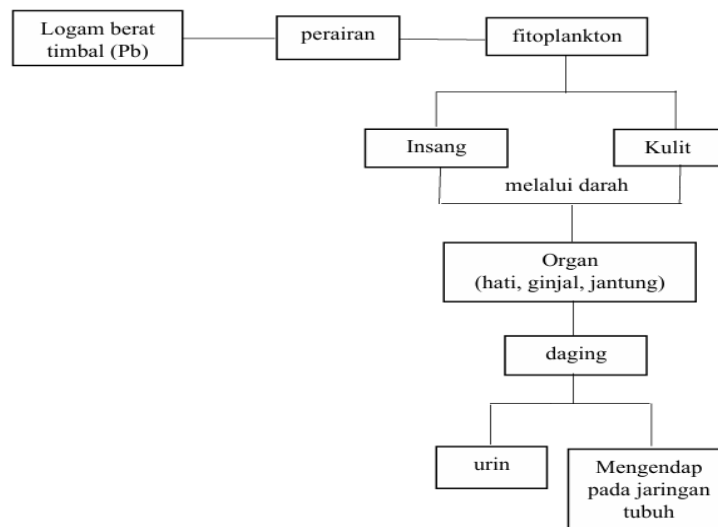 Logam berat
timbal (Pb)
perairan
fitoplankton
Insang
Kulit
melalui darah
Organ
(hati, ginjal, jantung)
daging
urin
Mengendap
pada jaringan
tubuh